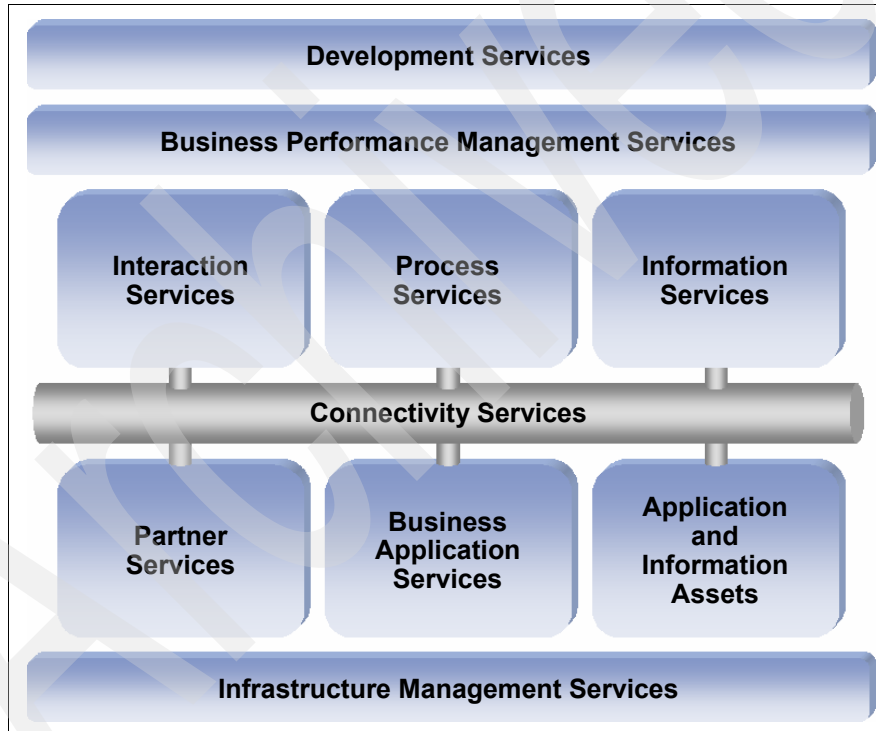 Development Services
Business Performance Management Services
Interaction
Services
Process
Services
Information
Services
Connectivity Services
Partner
Services
Business
Application
Services
Application
and
Information
Assets
Infrastructure Management Services